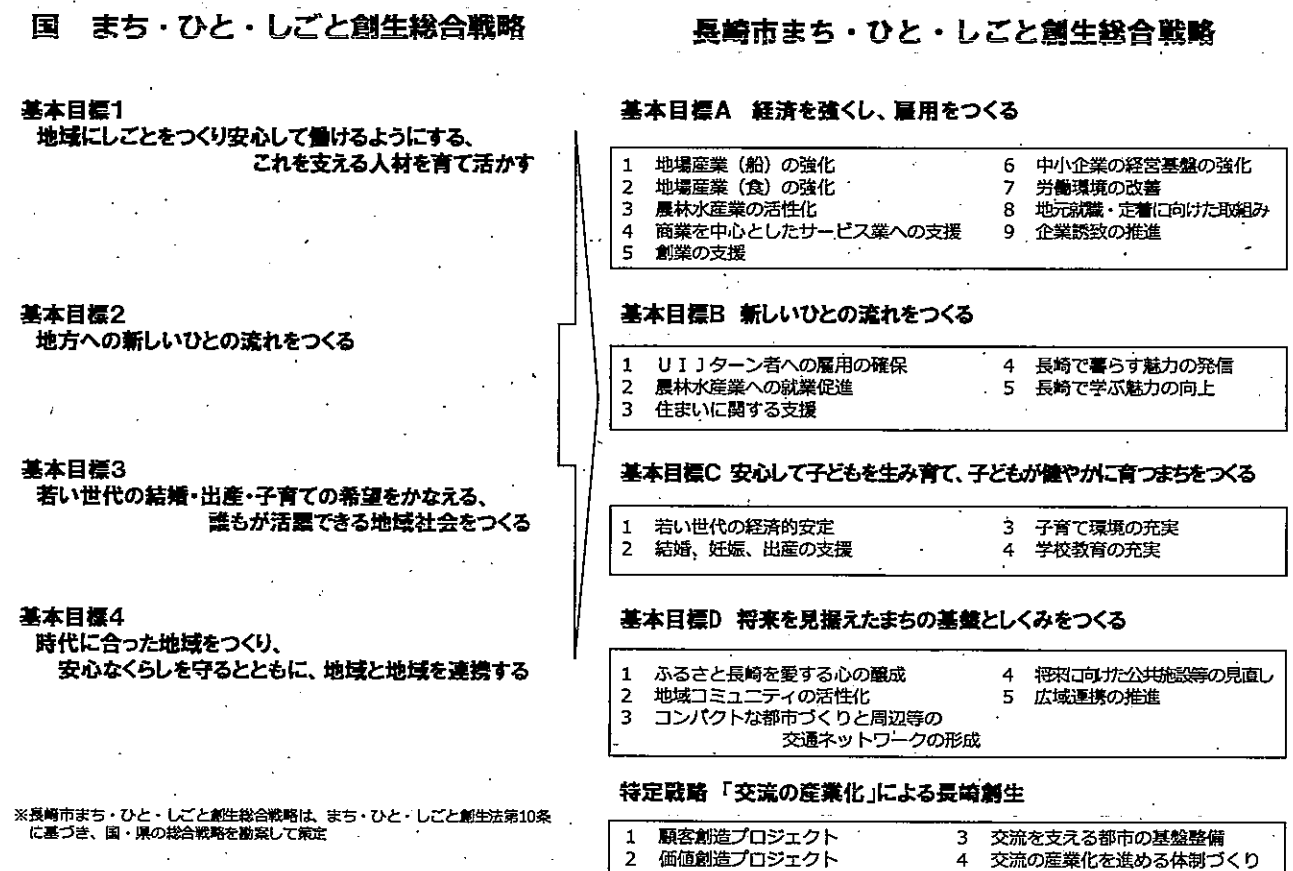 国　まち・ひと・しごと創生総合戦略
基本目標1
地域にしごとをつくり安心して働けるようにする、
これを支える人材を育て活かす
基本目標2
地方への新しいひとの流れをつくる
基本目標3
若い世代の結婚・出産・子育ての希望をかなえる、
誰もが活躍できる地域社会をつくる
基本目標4
時代に合った地域をつくり、
安心なくらしを守るとともに、地域と地域を連携する
※長崎市まち・ひと・しごと創生総合戦略は、まち・ひと・しごと創生法第10条
に基づき、国・県の総合戦略を勘案して策定
長崎市まち・ひと・しごと創生総合戦略
基本目標A　経済を強くし、雇用をつくる
1　地場産業（船）の強化
2　地場産業（食）の強化
3　農林水産業の活性化
4　商業を中心としたサービス業への支援
5　創業の支援
6　中小企業の経営基盤の強化
7　労働環境の改善
8　地元就職・定着に向けた取組み
9　企業誘致の推進
基本目標B　新しいひとの流れをつくる
1　ＵＩＪターン者への雇用の確保
2　農林水産業への就業促進
3　住まいに関する支援
4　長崎で暮らす魅力の発信
5　長崎で学ぶ魅力の向上
基本目標C　安心して子どもを生み育て、子どもが健やかに育つまちをつくる
1　若い世代の経済的安定
2　結婚、妊娠、出産の支援
3　子育て環境の充実
4　学校教育の充実
基本目標D　将来を見据えたまちの基盤としくみをつくる
1　ふるさと長崎を愛する心の醸成
2　地域コミュニティの活性化
3　コンパクトな都市づくりと周辺等の
交通ネットワークの形成
4　将来に向けた公共施設等の見直し
5　広域連携の推進
特定戦略「交流の産業化」による長崎創生
1　顧客創造プロジェクト
2　価値創造プロジェクト
3　交流を支える都市の基盤整備
4　交流の産業化を進める体制づくり